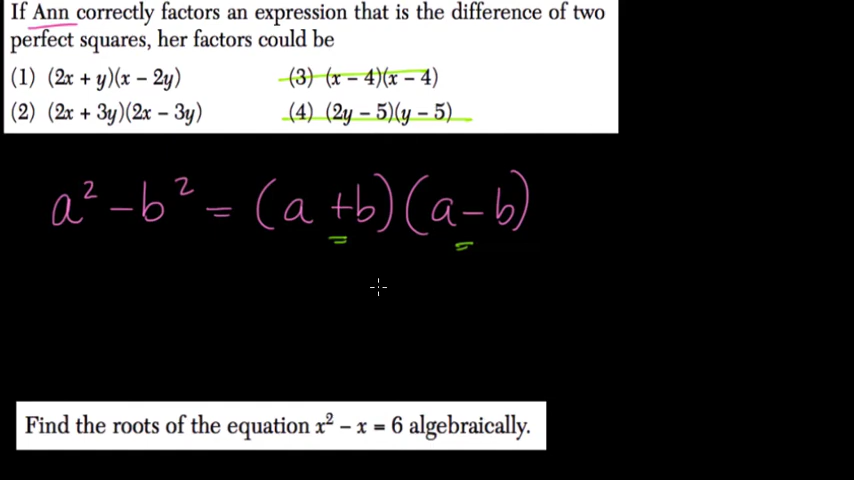 If Ann correctly factors an expression that is the difference of two
perfect squares, her factors could be
(1) (2x + y)(x − 2y) (3) (x − 4)(x − 4)
(2) (2x + 3y)(2x − 3y) (4) (2y − 5)(y − 5)
a² − b² = (a + b)(a − b)
Find the roots of the equation x² − x = 6 algebraically.